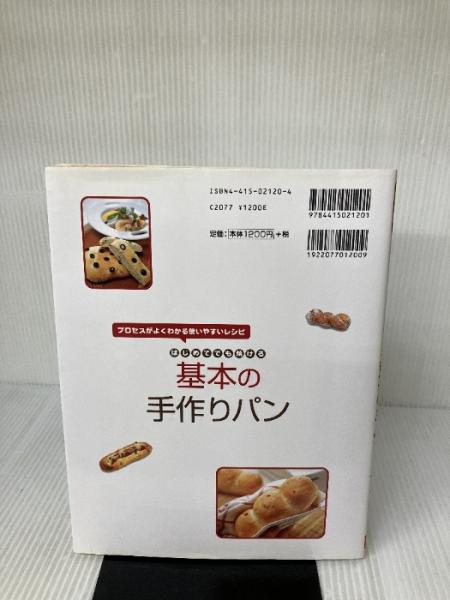 ISBN4-415-02120-4
C2077 ¥1200E
定価:本体1200円+税
9784415021201
1922077012009
プロセスがよくわかる使いやすいレシピ
はじめてでも焼ける
基本の
手作りパン